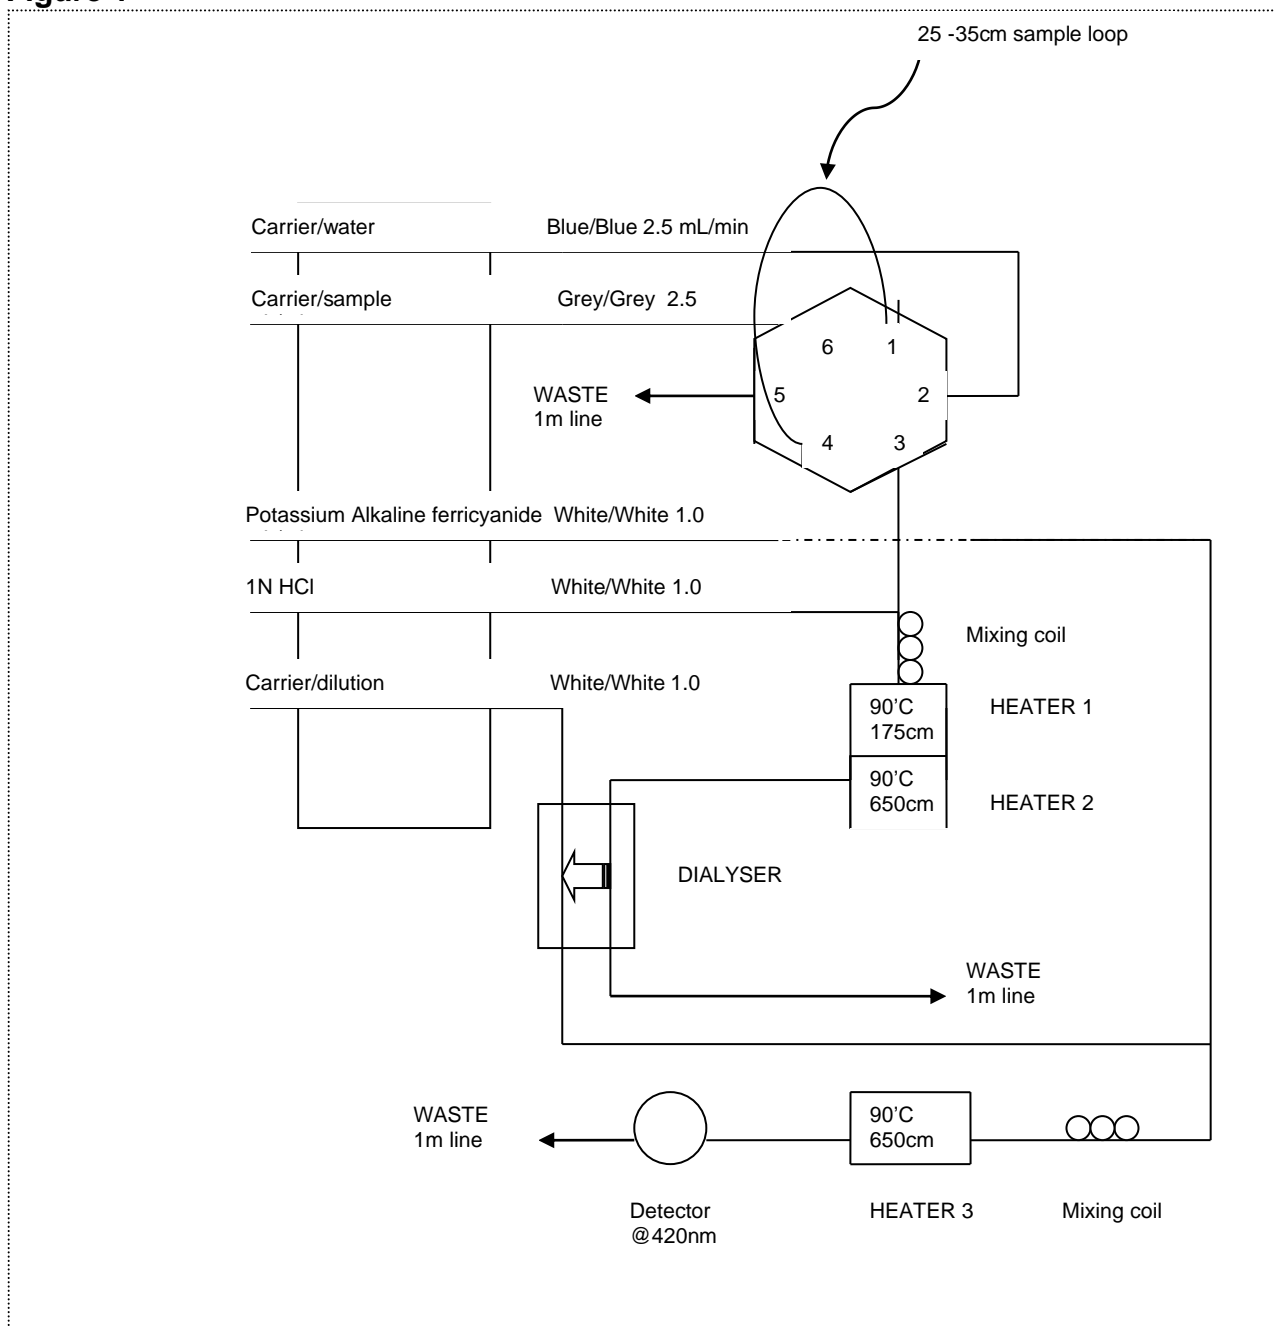 25 -35cm sample loop
Carrier/water Blue/Blue 2.5 mL/min
Carrier/sample Grey/Grey 2.5
6 1
5 2
4 3
WASTE
1m line
Potassium Alkaline ferricyanide White/White 1.0
1N HCl White/White 1.0
Mixing coil
Carrier/dilution White/White 1.0
90'C
175cm
HEATER 1
90'C
650cm
HEATER 2
DIALYSER
WASTE
1m line
WASTE
1m line
90'C
650cm
Detector
@420nm
HEATER 3
Mixing coil